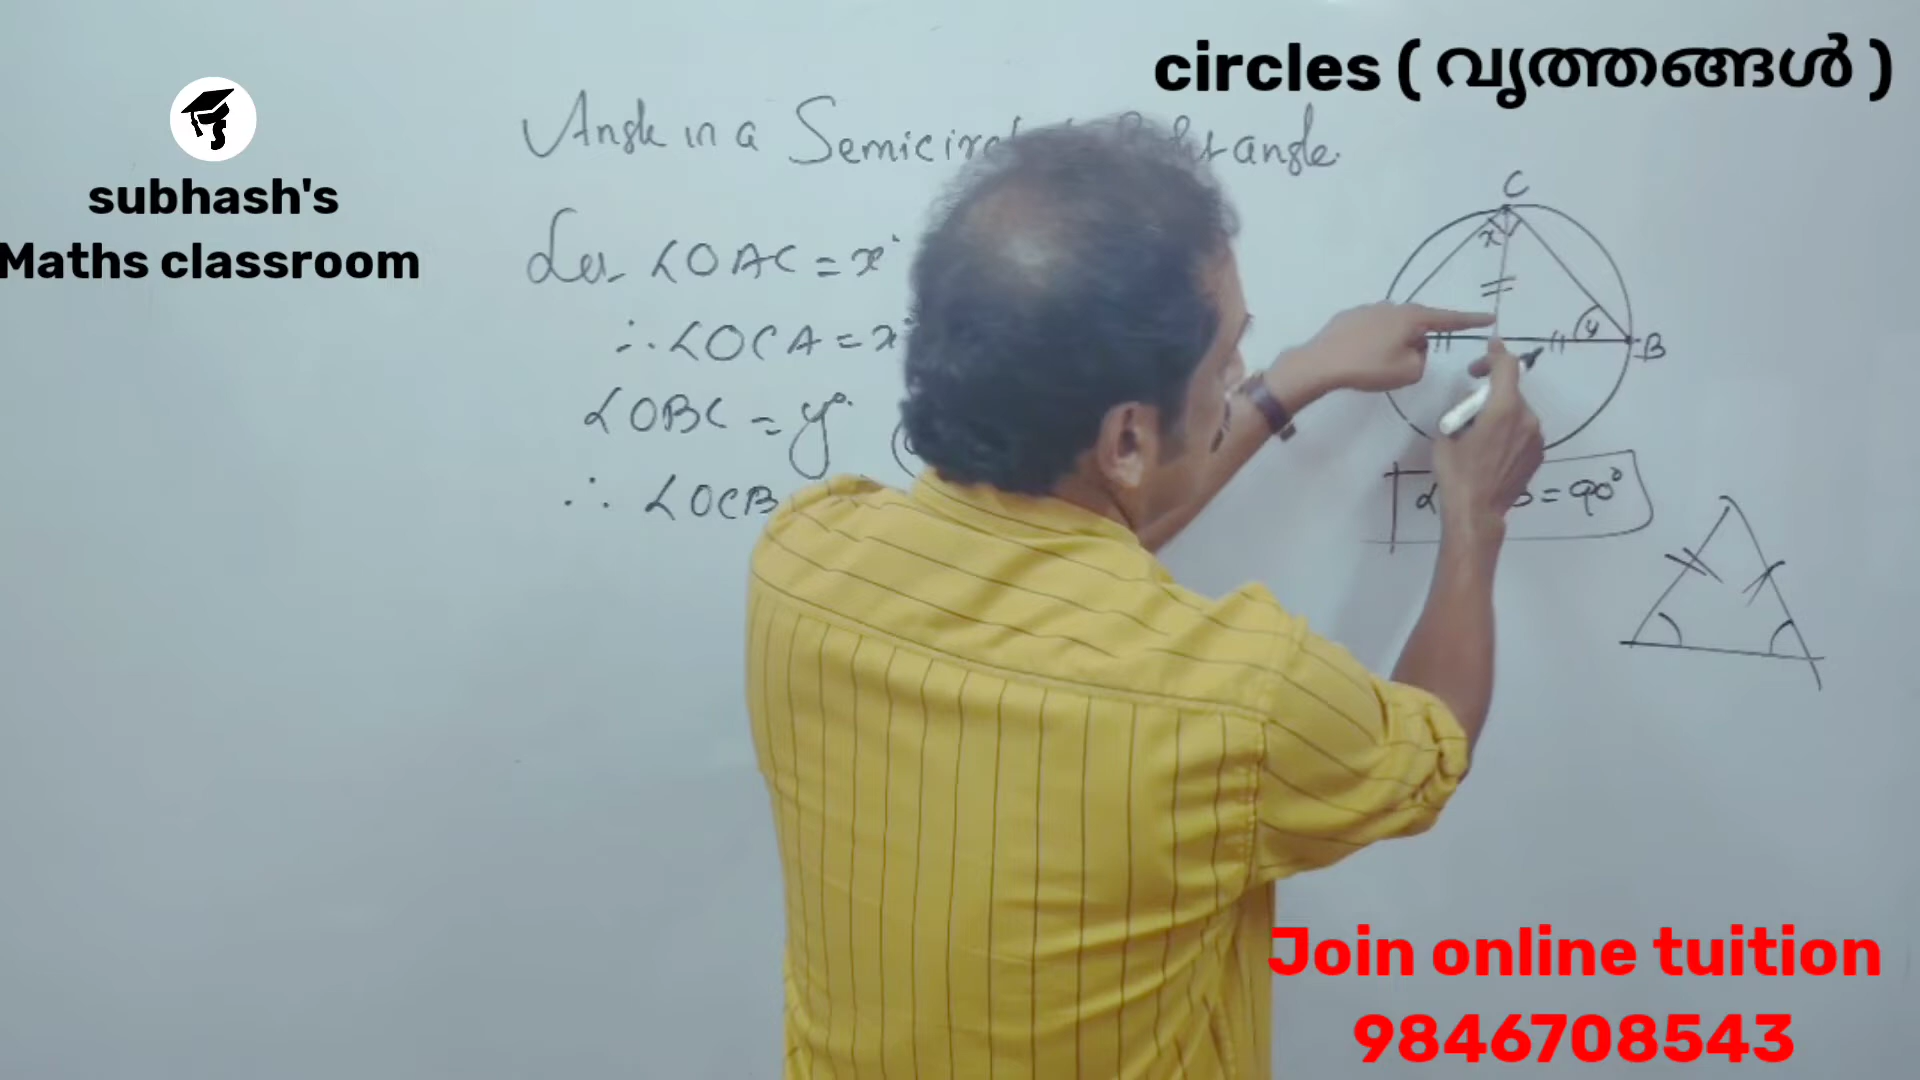 circles ( വൃത്തങ്ങൾ )
subhash's
Maths classroom
Angle in a Semicirc angle.
Let ∠OAC = x°
∴ ∠OCA = x°
∠OBC = y°
∴ ∠OCB
C
x
y
B
= 90°
Join online tuition
9846708543